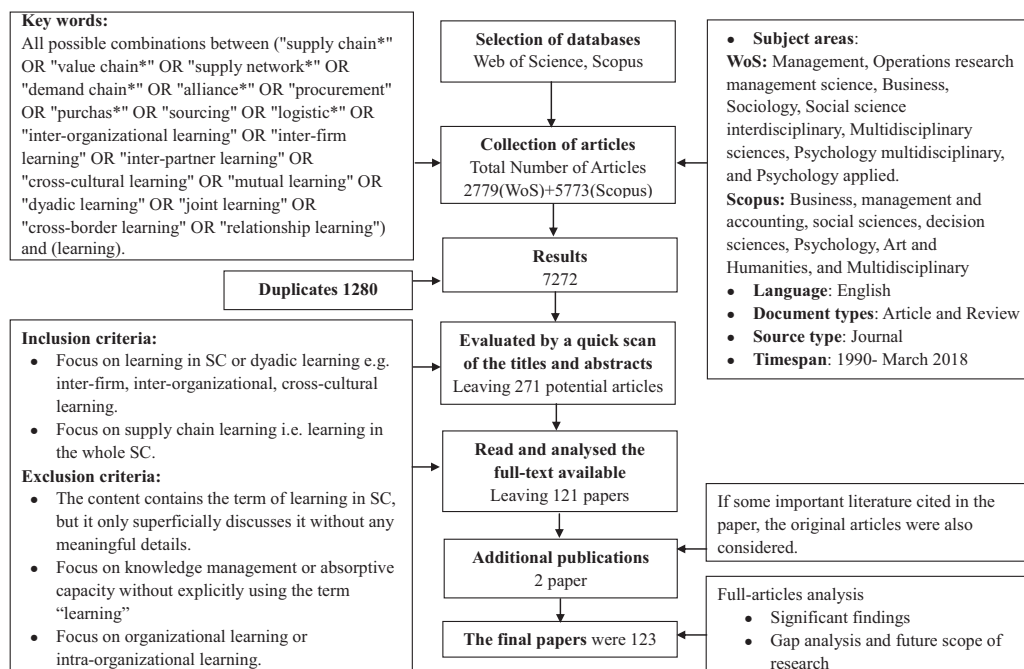 Key words:
All possible combinations between ("supply chain*"
OR "value chain*" OR "supply network*" OR
"demand chain*" OR "alliance*" OR "procurement"
OR "purchas*" OR "sourcing" OR "logistic*" OR
"inter-organizational learning" OR "inter-firm
learning" OR "inter-partner learning" OR
"cross-cultural learning" OR "mutual learning" OR
"dyadic learning" OR "joint learning" OR
"cross-border learning" OR "relationship learning")
and (learning).
Selection of databases
Web of Science, Scopus
Collection of articles
Total Number of Articles
2779(WoS)+5773(Scopus)
• Subject areas:
WoS: Management, Operations research
management science, Business,
Sociology, Social science
interdisciplinary, Multidisciplinary
sciences, Psychology multidisciplinary,
and Psychology applied.
Scopus: Business, management and
accounting, social sciences, decision
sciences, Psychology, Art and
Humanities, and Multidisciplinary
• Language: English
• Document types: Article and Review
• Source type: Journal
• Timespan: 1990- March 2018
Results
7272
Duplicates 1280
Evaluated by a quick scan
of the titles and abstracts
Leaving 271 potential articles
Inclusion criteria:
• Focus on learning in SC or dyadic learning e.g.
inter-firm, inter-organizational, cross-cultural
learning.
• Focus on supply chain learning i.e. learning in
the whole SC.
Exclusion criteria:
• The content contains the term of learning in SC,
but it only superficially discusses it without any
meaningful details.
• Focus on knowledge management or absorptive
capacity without explicitly using the term
“learning”
• Focus on organizational learning or
intra-organizational learning.
Read and analysed the
full-text available
Leaving 121 papers
If some important literature cited in the
paper, the original articles were also
considered.
Additional publications
2 paper
The final papers were 123
Full-articles analysis
• Significant findings
• Gap analysis and future scope of
research